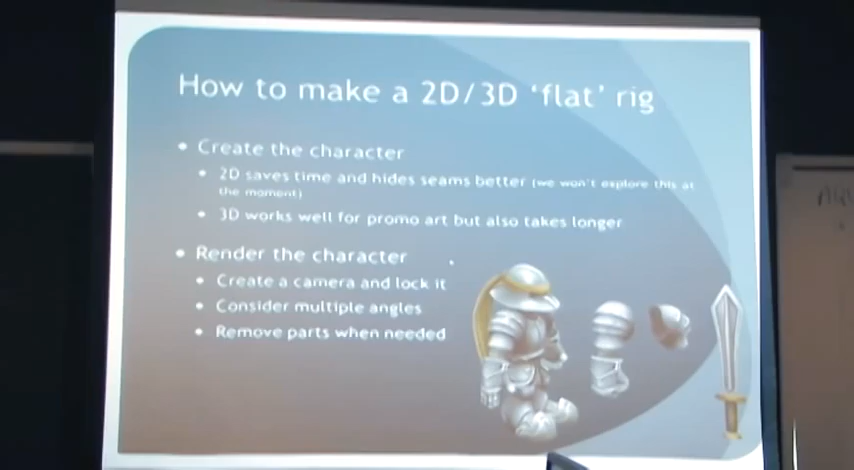 How to make a 2D/3D 'flat' rig
• Create the character
• 2D saves time and hides seams better (we won't explore this at
the moment)
• 3D works well for promo art but also takes longer
• Render the character
• Create a camera and lock it
• Consider multiple angles
• Remove parts when needed